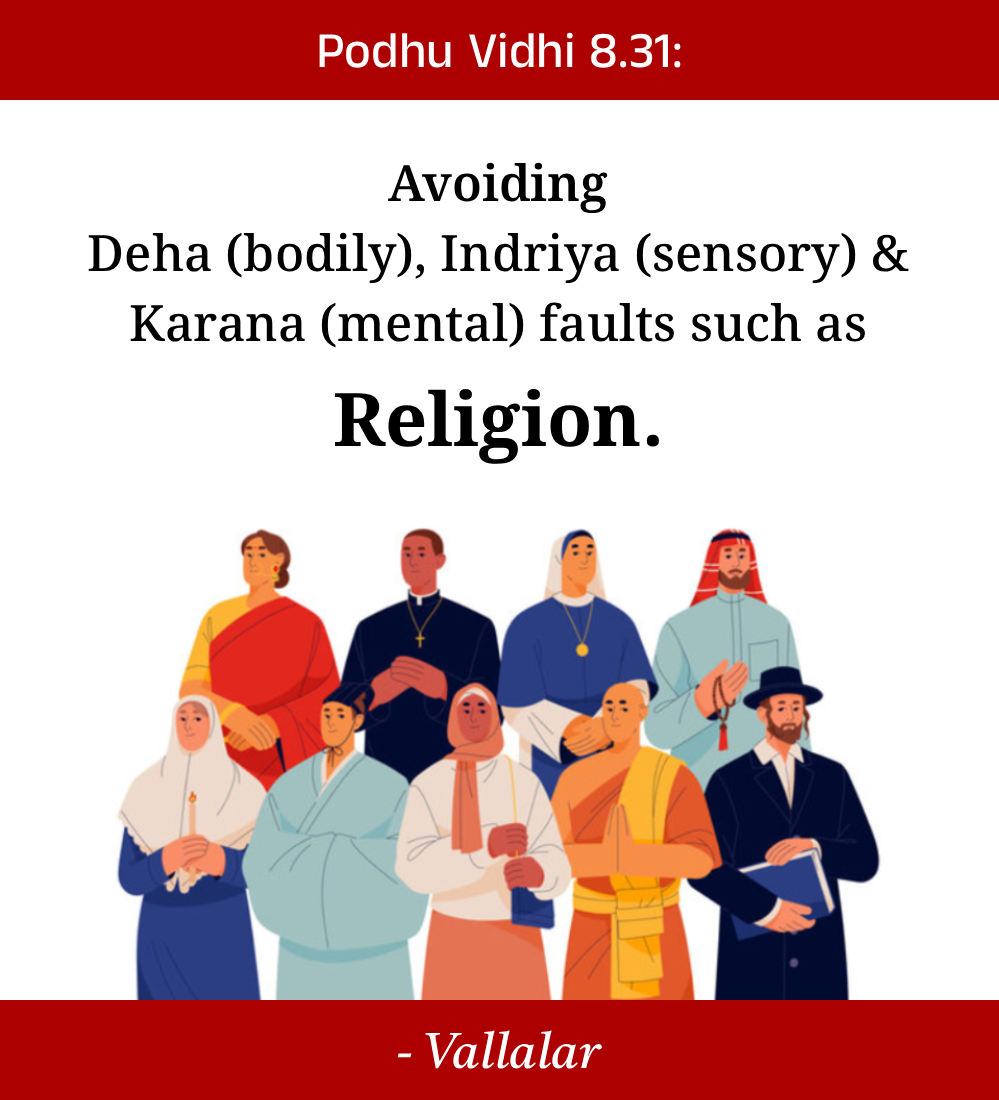 Podhu Vidhi 8.31:
Avoiding
Deha (bodily), Indriya (sensory) &
Karana (mental) faults such as
Religion.
- Vallalar